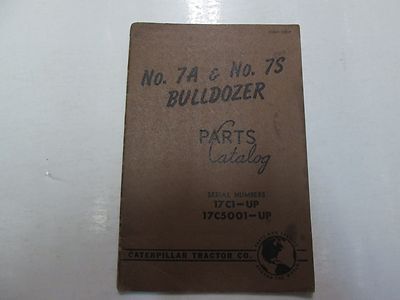 No. 7A & No. 7S
BULLDOZER
PARTS
Catalog
SERIAL NUMBERS
17C1-UP
17C5001-UP
CATERPILLAR TRACTOR CO.